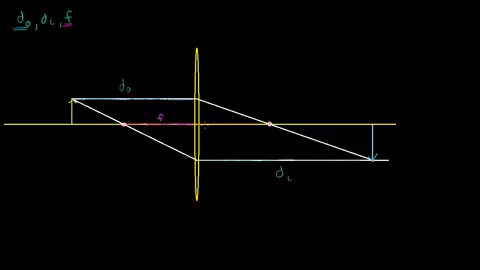 d₀, dᵢ, f
d₀
f
dᵢ